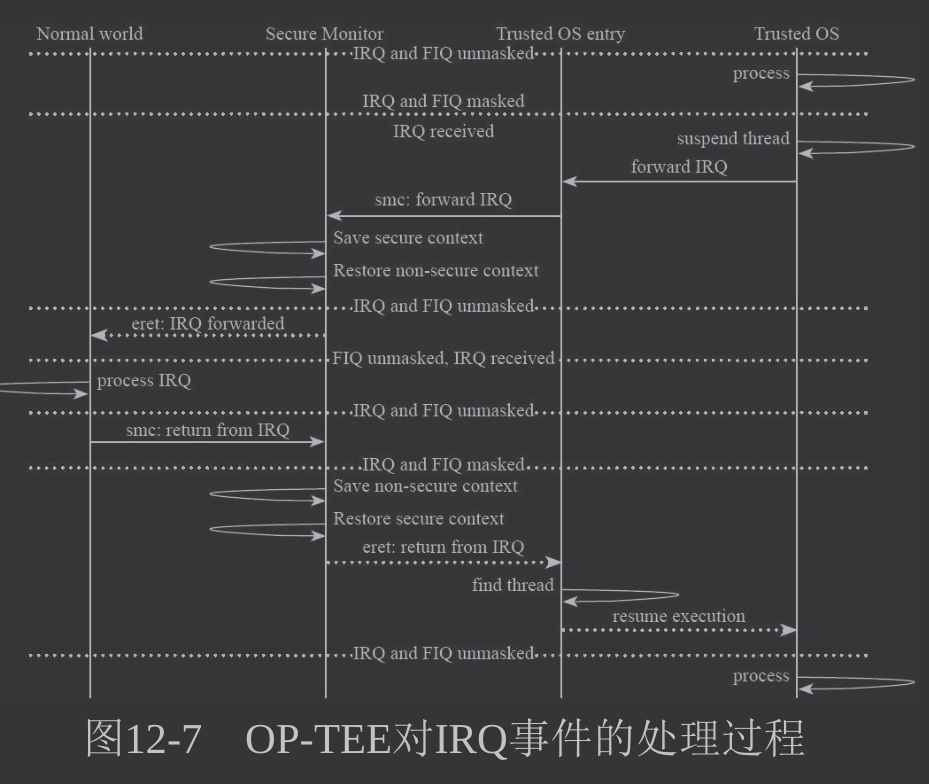 Normal world Secure Monitor Trusted OS entry Trusted OS
IRQ and FIQ unmasked
process
IRQ and FIQ masked
IRQ received
suspend thread
forward IRQ
smc: forward IRQ
Save secure context
Restore non-secure context
IRQ and FIQ unmasked
eret: IRQ forwarded
FIQ unmasked, IRQ received
process IRQ
IRQ and FIQ unmasked
smc: return from IRQ
IRQ and FIQ masked
Save non-secure context
Restore secure context
eret: return from IRQ
find thread
resume execution
IRQ and FIQ unmasked
process
图12-7 OP-TEE对IRQ事件的处理过程